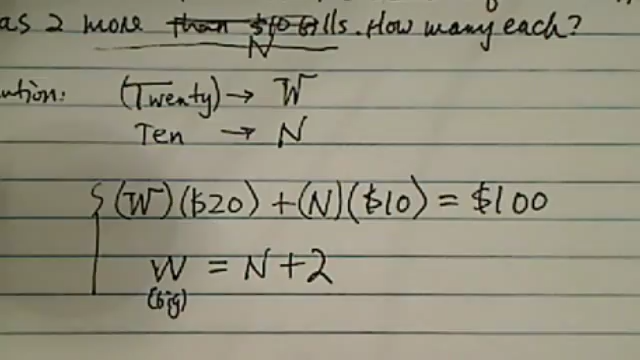 as 2 more than $10 bills. How many each?
N
ution: (Twenty) → W
Ten → N
(W)($20) + (N)($10) = $100
W = N + 2
(big)